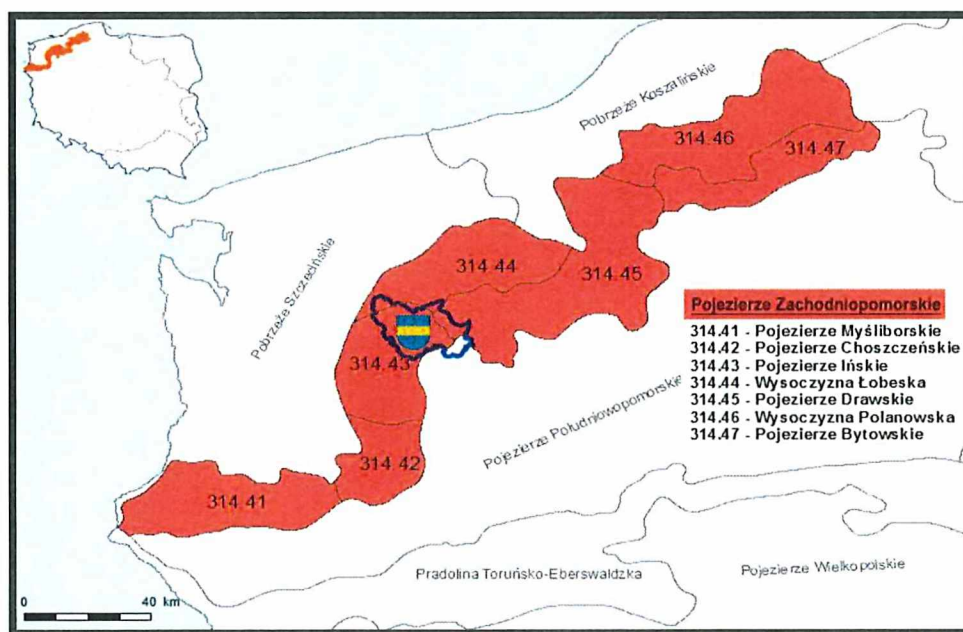 Pobrzeże Koszalińskie
314.46
314.47
Pobrzeże Szczecińskie
314.44
314.45
314.43
Pojezierze Południowopomorskie
314.42
314.41
Pradolina Toruńsko-Eberswaldzka
Pojezierze Wielkopolskie
0 40 km
Pojezierze Zachodniopomorskie
314.41 - Pojezierze Myśliborskie
314.42 - Pojezierze Choszczeńskie
314.43 - Pojezierze Ińskie
314.44 - Wysoczyzna Łobeska
314.45 - Pojezierze Drawskie
314.46 - Wysoczyzna Polanowska
314.47 - Pojezierze Bytowskie